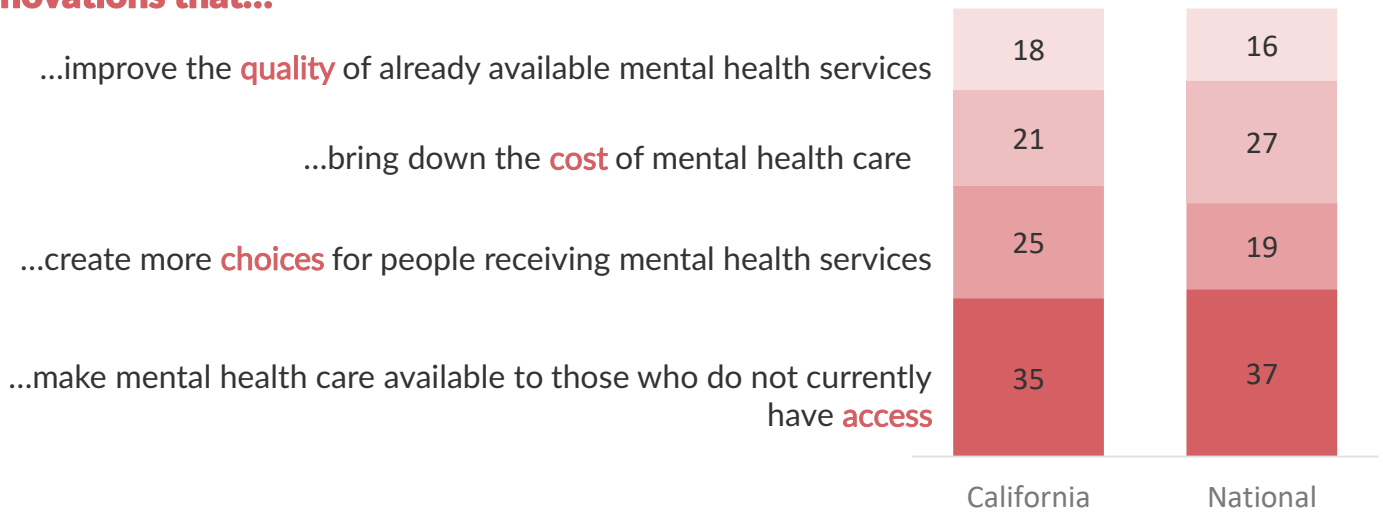 that...
...improve the quality of already available mental health services
18
16
...bring down the cost of mental health care
21
27
...create more choices for people receiving mental health services
25
19
...make mental health care available to those who do not currently
have access
35
37
California
National